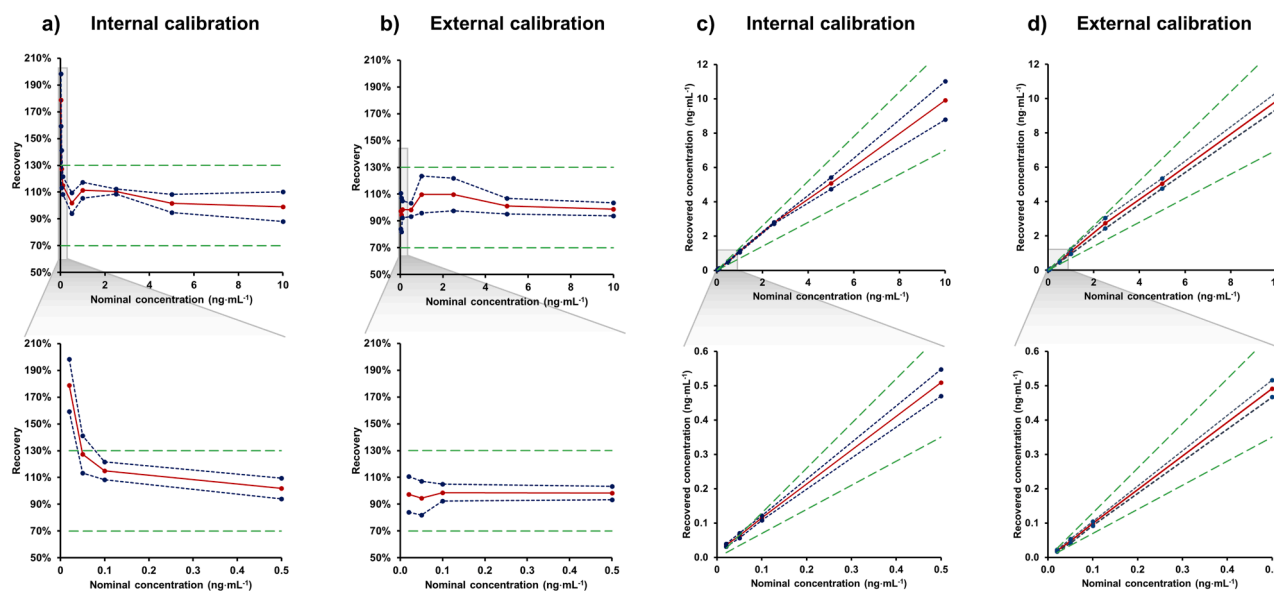 a) Internal calibration
b) External calibration
c) Internal calibration
d) External calibration
210%
190%
170%
150%
130%
110%
90%
70%
50%
Recovery
0 2 4 6 8 10
Nominal concentration (ng·mL⁻¹)
210%
190%
170%
150%
130%
110%
90%
70%
50%
Recovery
0 2 4 6 8 10
Nominal concentration (ng·mL⁻¹)
12
10
8
6
4
2
0
Recovered concentration (ng·mL⁻¹)
0 2 4 6 8 10
Nominal concentration (ng·mL⁻¹)
12
10
8
6
4
2
0
Recovered concentration (ng·mL⁻¹)
0 2 4 6 8
Nominal concentration (ng·mL⁻¹)
210%
190%
170%
150%
130%
110%
90%
70%
50%
Recovery
0 0.1 0.2 0.3 0.4 0.5
Nominal concentration (ng·mL⁻¹)
210%
190%
170%
150%
130%
110%
90%
70%
50%
Recovery
0.0 0.1 0.2 0.3 0.4 0.5
Nominal concentration (ng·mL⁻¹)
0.6
0.5
0.4
0.3
0.2
0.1
0.0
Recovered concentration (ng·mL⁻¹)
0.0 0.1 0.2 0.3 0.4 0.5
Nominal concentration (ng·mL⁻¹)
0.6
0.5
0.4
0.3
0.2
0.1
0.0
Recovered concentration (ng·mL⁻¹)
0.0 0.1 0.2 0.3 0.4
Nominal concentration (ng·mL⁻¹)